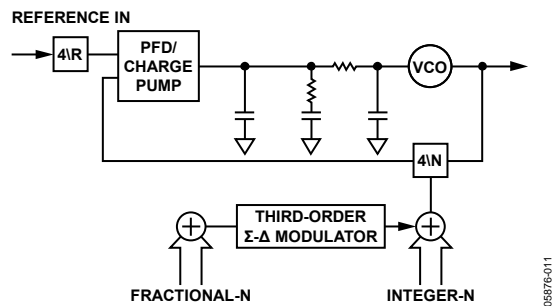 REFERENCE IN
4\R
PFD/
CHARGE
PUMP
VCO
4\N
THIRD-ORDER
Σ-Δ MODULATOR
FRACTIONAL-N
INTEGER-N
05876-011